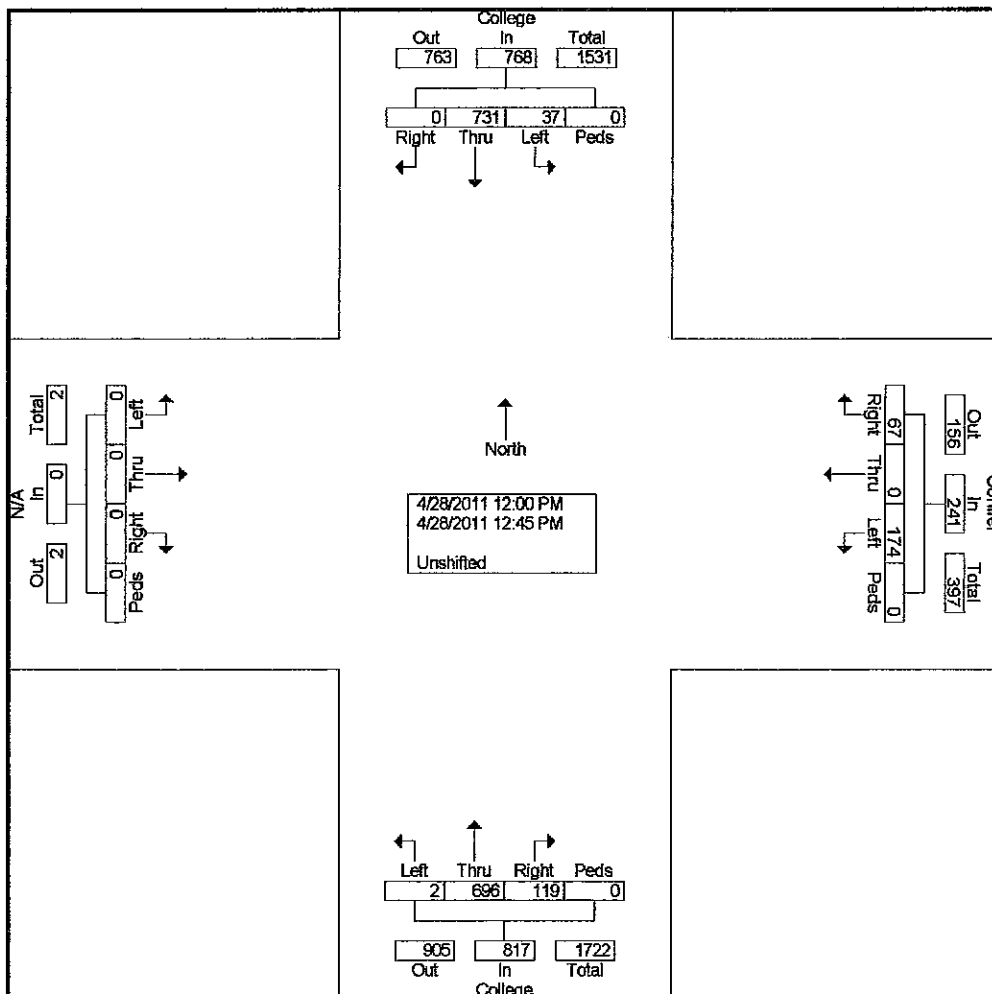 College
Out In Total
763 768 1531
0 731 37 0
Right Thru Left Peds
N/A
Total In Out
2 0 2
0 0 0 0
Left Thru Right Peds
North
4/28/2011 12:00 PM
4/28/2011 12:45 PM
Unshifted
Right Thru Left Peds
67 0 174 0
Out In Total
156 241 397
Left Thru Right Peds
2 696 119 0
905 817 1722
Out In Total
College